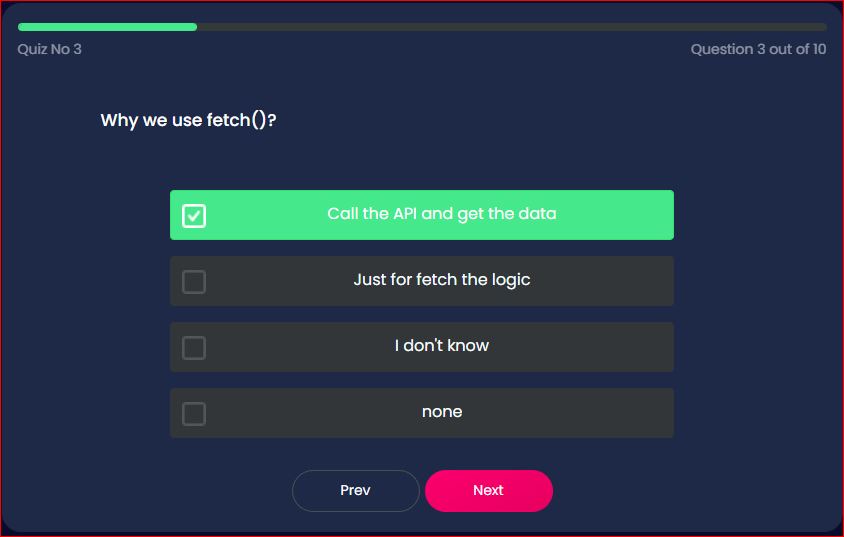 Quiz No 3
Question 3 out of 10
Why we use fetch()?
Call the API and get the data
Just for fetch the logic
I don't know
none
Prev
Next